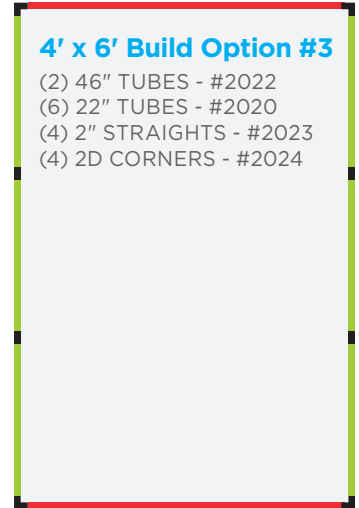 4' x 6' Build Option #3
(2) 46" TUBES - #2022
(6) 22" TUBES - #2020
(4) 2" STRAIGHTS - #2023
(4) 2D CORNERS - #2024